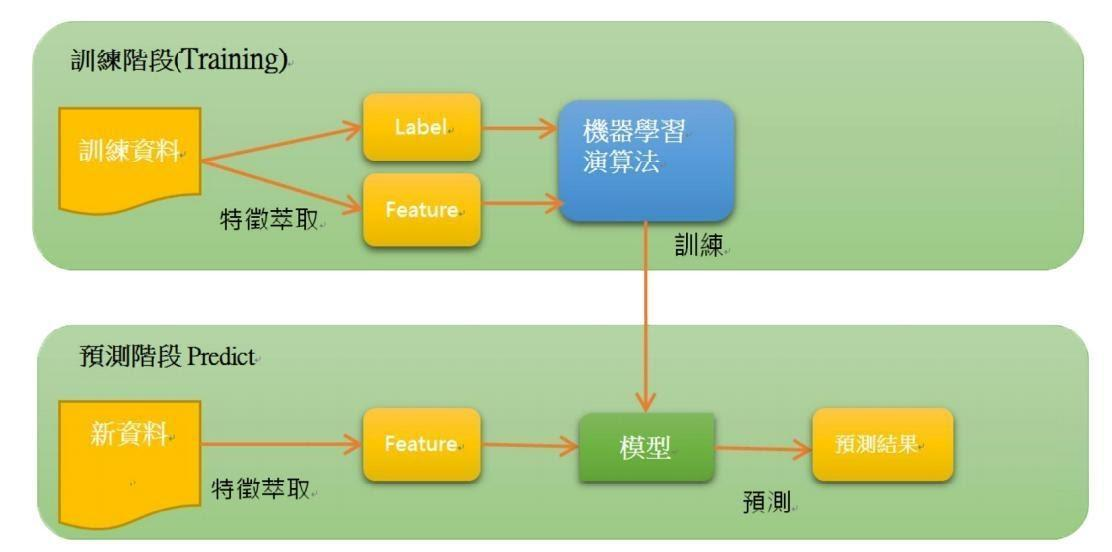 訓練階段(Training)
訓練資料
Label
機器學習
演算法
Feature
特徵萃取
訓練
預測階段 Predict
新資料
Feature
模型
預測結果
特徵萃取
預測